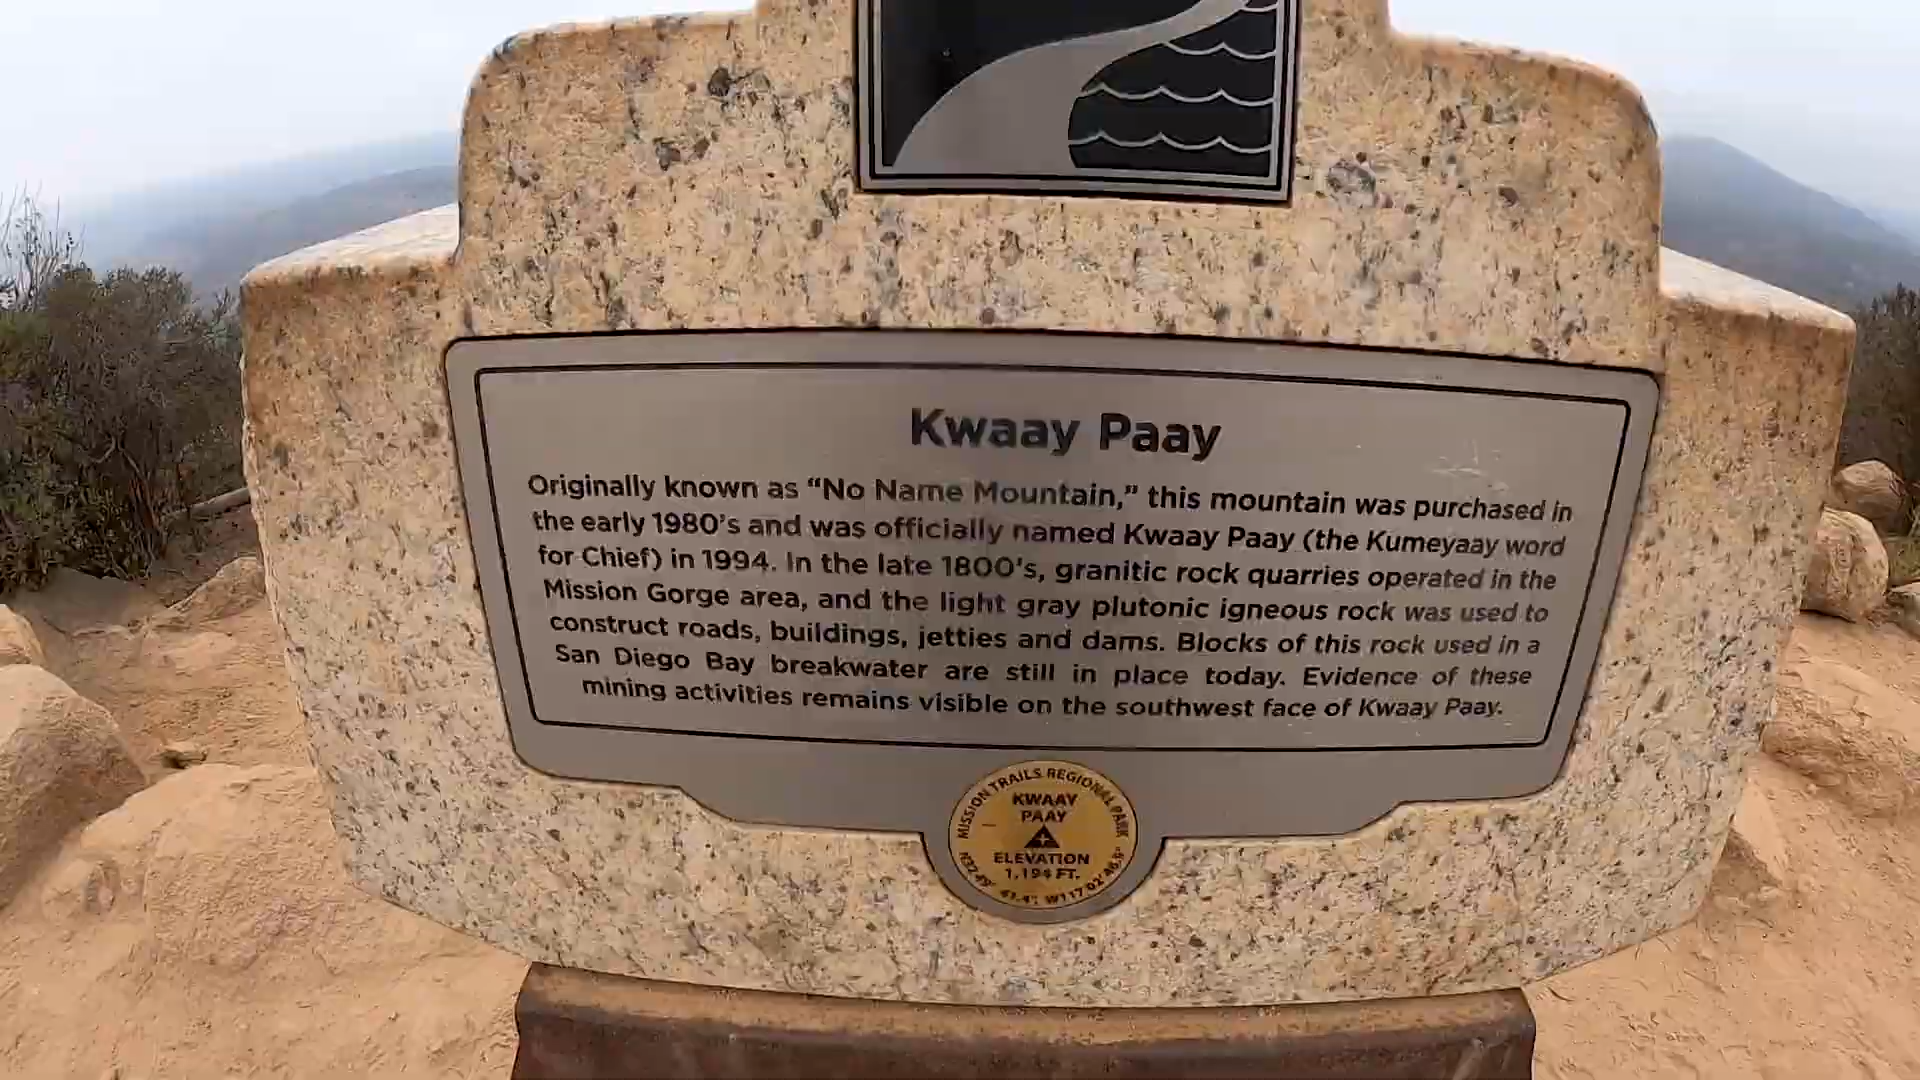 Kwaay Paay
Originally known as “No Name Mountain,” this mountain was purchased in
the early 1980’s and was officially named Kwaay Paay (the Kumeyaay word
for Chief) in 1994. In the late 1800’s, granitic rock quarries operated in the
Mission Gorge area, and the light gray plutonic igneous rock was used to
construct roads, buildings, jetties and dams. Blocks of this rock used in a
San Diego Bay breakwater are still in place today. Evidence of these
mining activities remains visible on the southwest face of Kwaay Paay.
MISSION TRAILS REGIONAL PARK
KWAAY
PAAY
ELEVATION
1,194 FT.